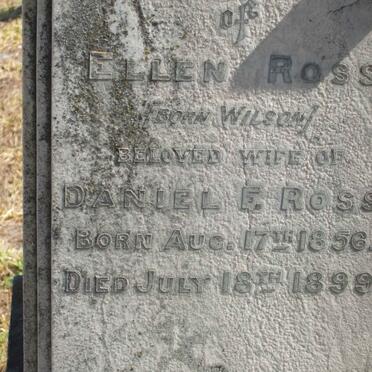 of
ELLEN ROSS
[BORN WILSON]
BELOVED WIFE OF
DANIEL F. ROSS
BORN AUG. 17TH 1856.
DIED JULY 18TH 1899